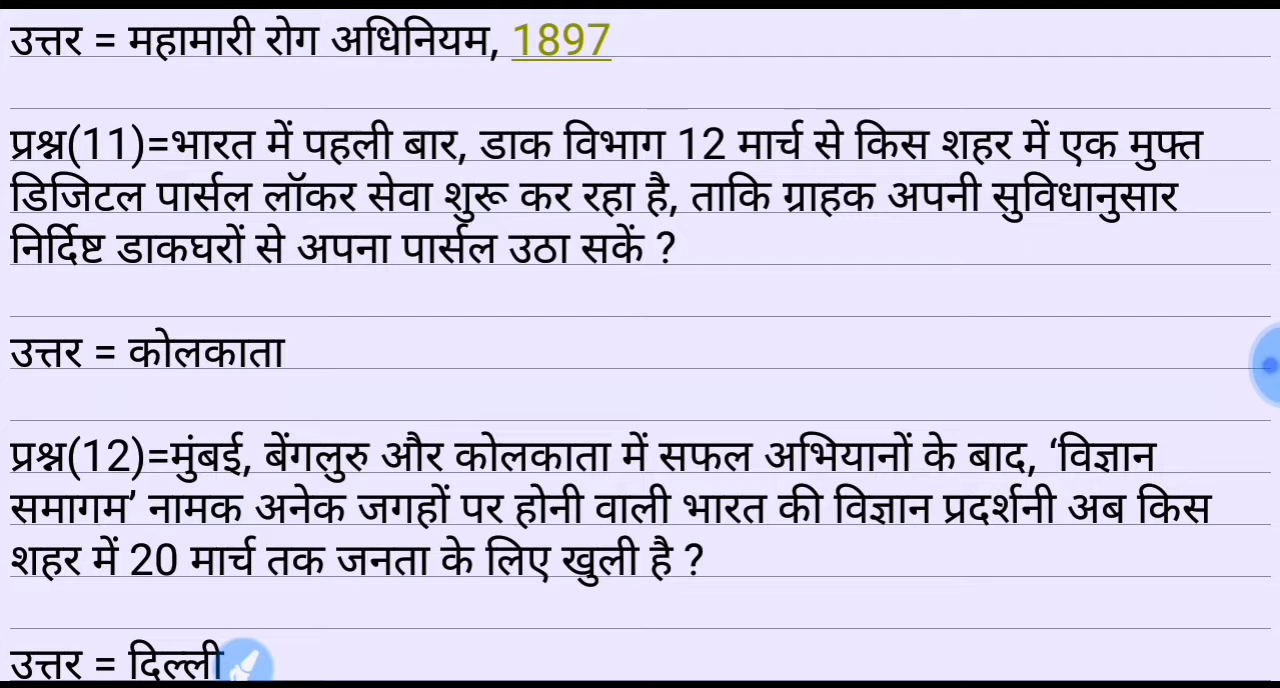 उत्तर = महामारी रोग अधिनियम, 1897
प्रश्न(11)=भारत में पहली बार, डाक विभाग 12 मार्च से किस शहर में एक मुफ्त
डिजिटल पार्सल लॉकर सेवा शुरू कर रहा है, ताकि ग्राहक अपनी सुविधानुसार
निर्दिष्ट डाकघरों से अपना पार्सल उठा सकें ?
उत्तर = कोलकाता
प्रश्न(12)=मुंबई, बेंगलुरु और कोलकाता में सफल अभियानों के बाद, ‘विज्ञान
समागम’ नामक अनेक जगहों पर होनी वाली भारत की विज्ञान प्रदर्शनी अब किस
शहर में 20 मार्च तक जनता के लिए खुली है ?
उत्तर = दिल्ली